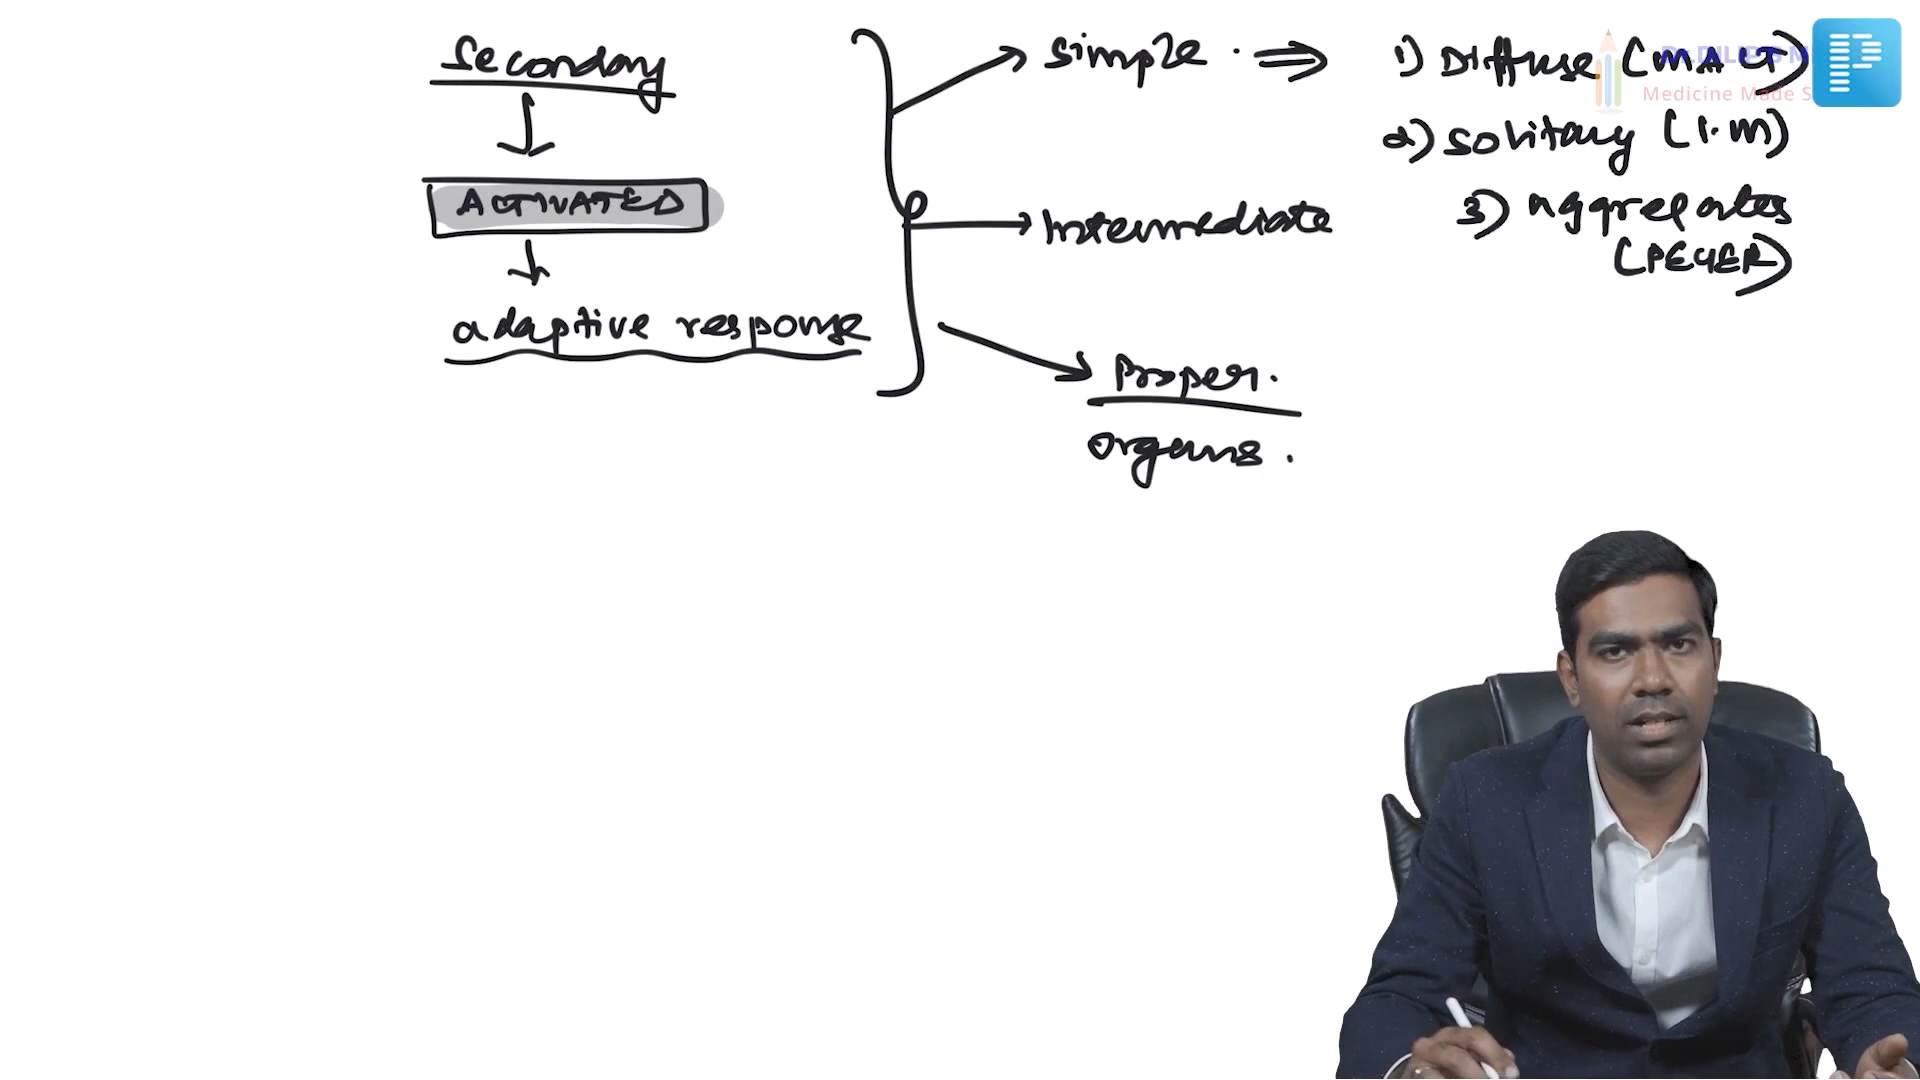 Secondary
ACTIVATED
adaptive response
Simple
Intermediate
Proper.
organs.
1) Diffuse (MALT)
Medicine Made S
2) solitary (I.M)
3) aggregates
(PEYER)